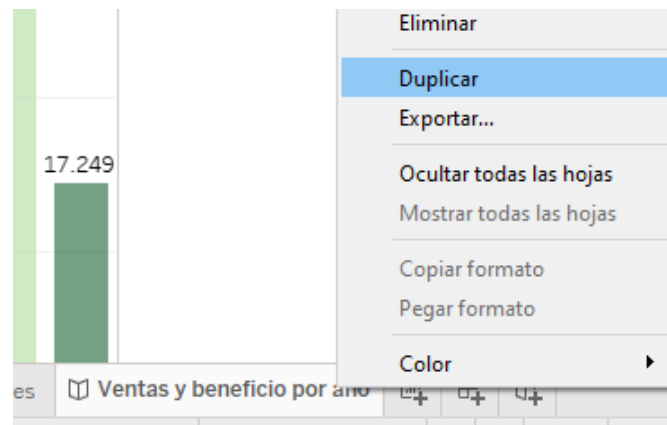 Eliminar
Duplicar
Exportar...
17.249
Ocultar todas las hojas
Mostrar todas las hojas
Copiar formato
Pegar formato
Color
es
Ventas y beneficio por año